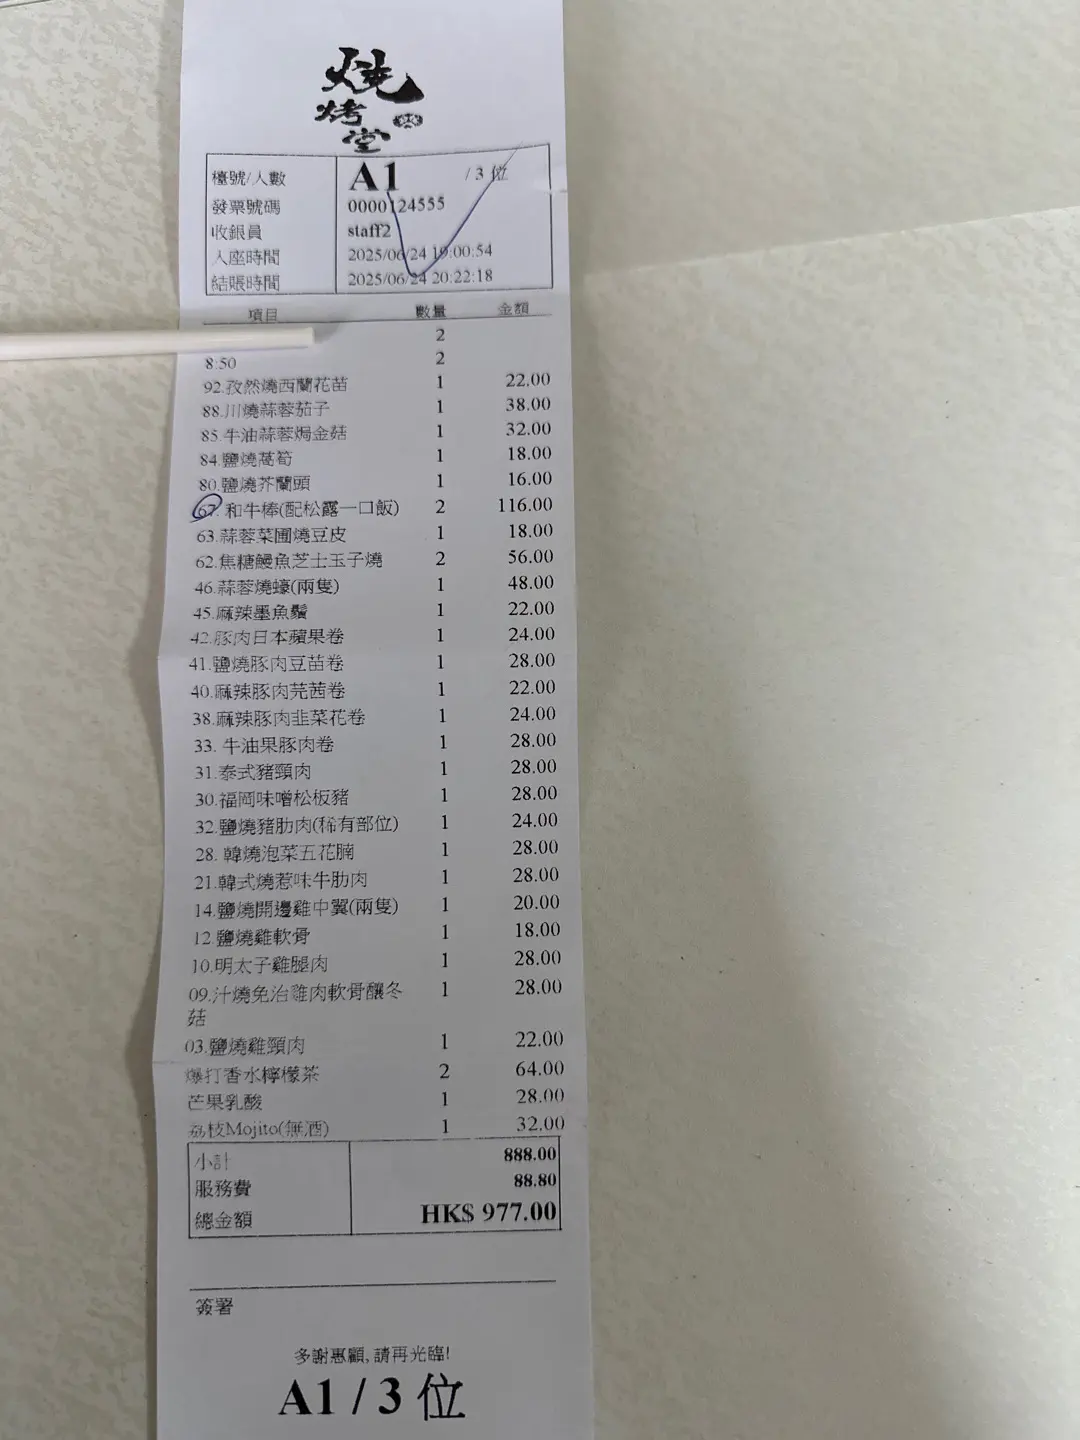 燒
烤
堂
檯號/人數 A1 / 3 位
發票號碼 0000124555
收銀員 staff2
入座時間 2025/06/24 19:00:54
結賬時間 2025/06/24 20:22:18
項目 數量 金額
2
8:50 2
92.孜然燒西蘭花苗 1 22.00
88.川燒蒜蓉茄子 1 38.00
85.牛油蒜蓉焗金菇 1 32.00
84.鹽燒萵筍 1 18.00
80.鹽燒芥蘭頭 1 16.00
67. 和牛棒(配松露一口飯) 2 116.00
63.蒜蓉菜圃燒豆皮 1 18.00
62.焦糖鰻魚芝士玉子燒 2 56.00
46.蒜蓉燒蠔(兩隻) 1 48.00
45.麻辣墨魚鬚 1 22.00
42.豚肉日本蘋果卷 1 24.00
41.鹽燒豚肉豆苗卷 1 28.00
40.麻辣豚肉芫茜卷 1 22.00
38.麻辣豚肉韭菜花卷 1 24.00
33. 牛油果豚肉卷 1 28.00
31.泰式豬頸肉 1 28.00
30.福岡味噌松板豬 1 28.00
32.鹽燒豬肋肉(稀有部位) 1 24.00
28. 韓燒泡菜五花腩 1 28.00
21.韓式燒惹味牛肋肉 1 28.00
14.鹽燒開邊雞中翼(兩隻) 1 20.00
12.鹽燒雞軟骨 1 18.00
10.明太子雞腿肉 1 28.00
09.汁燒免治雞肉軟骨釀冬 1 28.00
菇
03.鹽燒雞頸肉 1 22.00
爆打香水檸檬茶 2 64.00
芒果乳酸 1 28.00
荔枝Mojito(無酒) 1 32.00
小計 888.00
服務費 88.80
總金額 HK$ 977.00
簽署
多謝惠顧,請再光臨!
A1 / 3 位